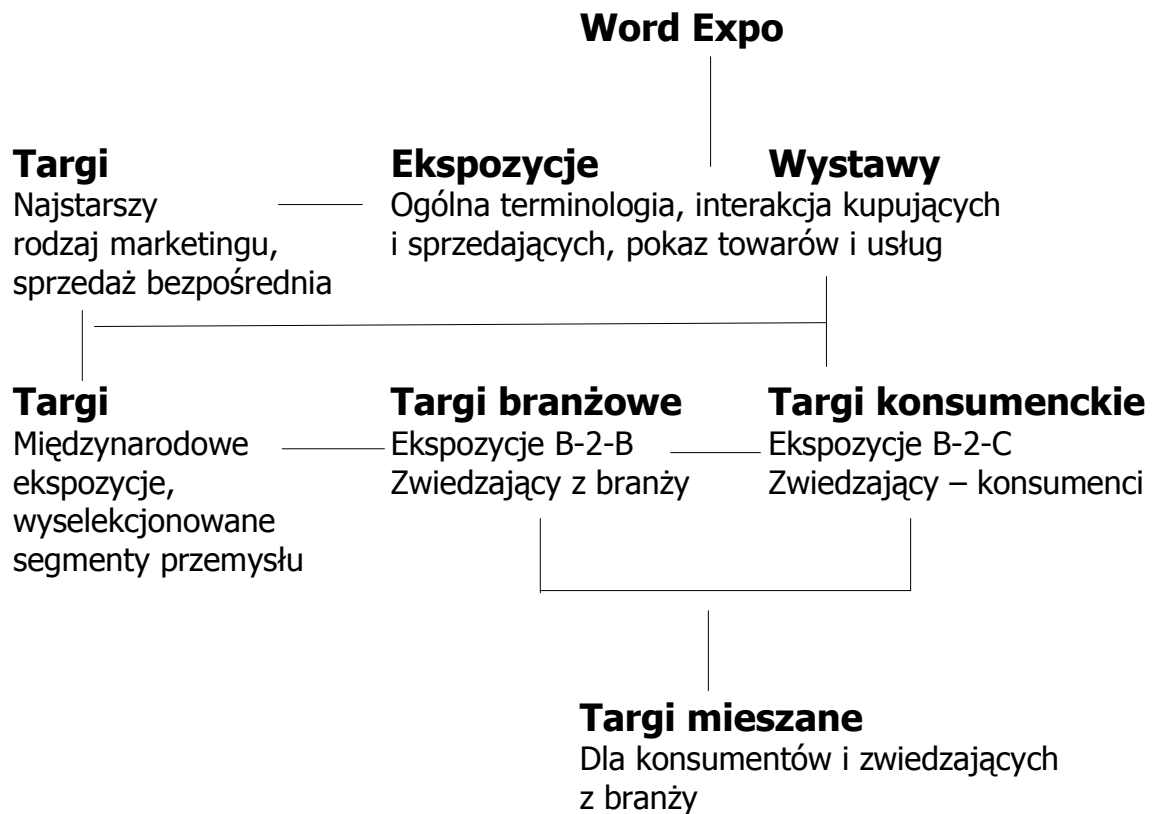 Word Expo
Targi
Najstarszy
rodzaj marketingu,
sprzedaż bezpośrednia
Ekspozycje Wystawy
Ogólna terminologia, interakcja kupujących
i sprzedających, pokaz towarów i usług
Targi
Międzynarodowe
ekspozycje,
wyselekcjonowane
segmenty przemysłu
Targi branżowe
Ekspozycje B-2-B
Zwiedzający z branży
Targi konsumenckie
Ekspozycje B-2-C
Zwiedzający – konsumenci
Targi mieszane
Dla konsumentów i zwiedzających
z branży